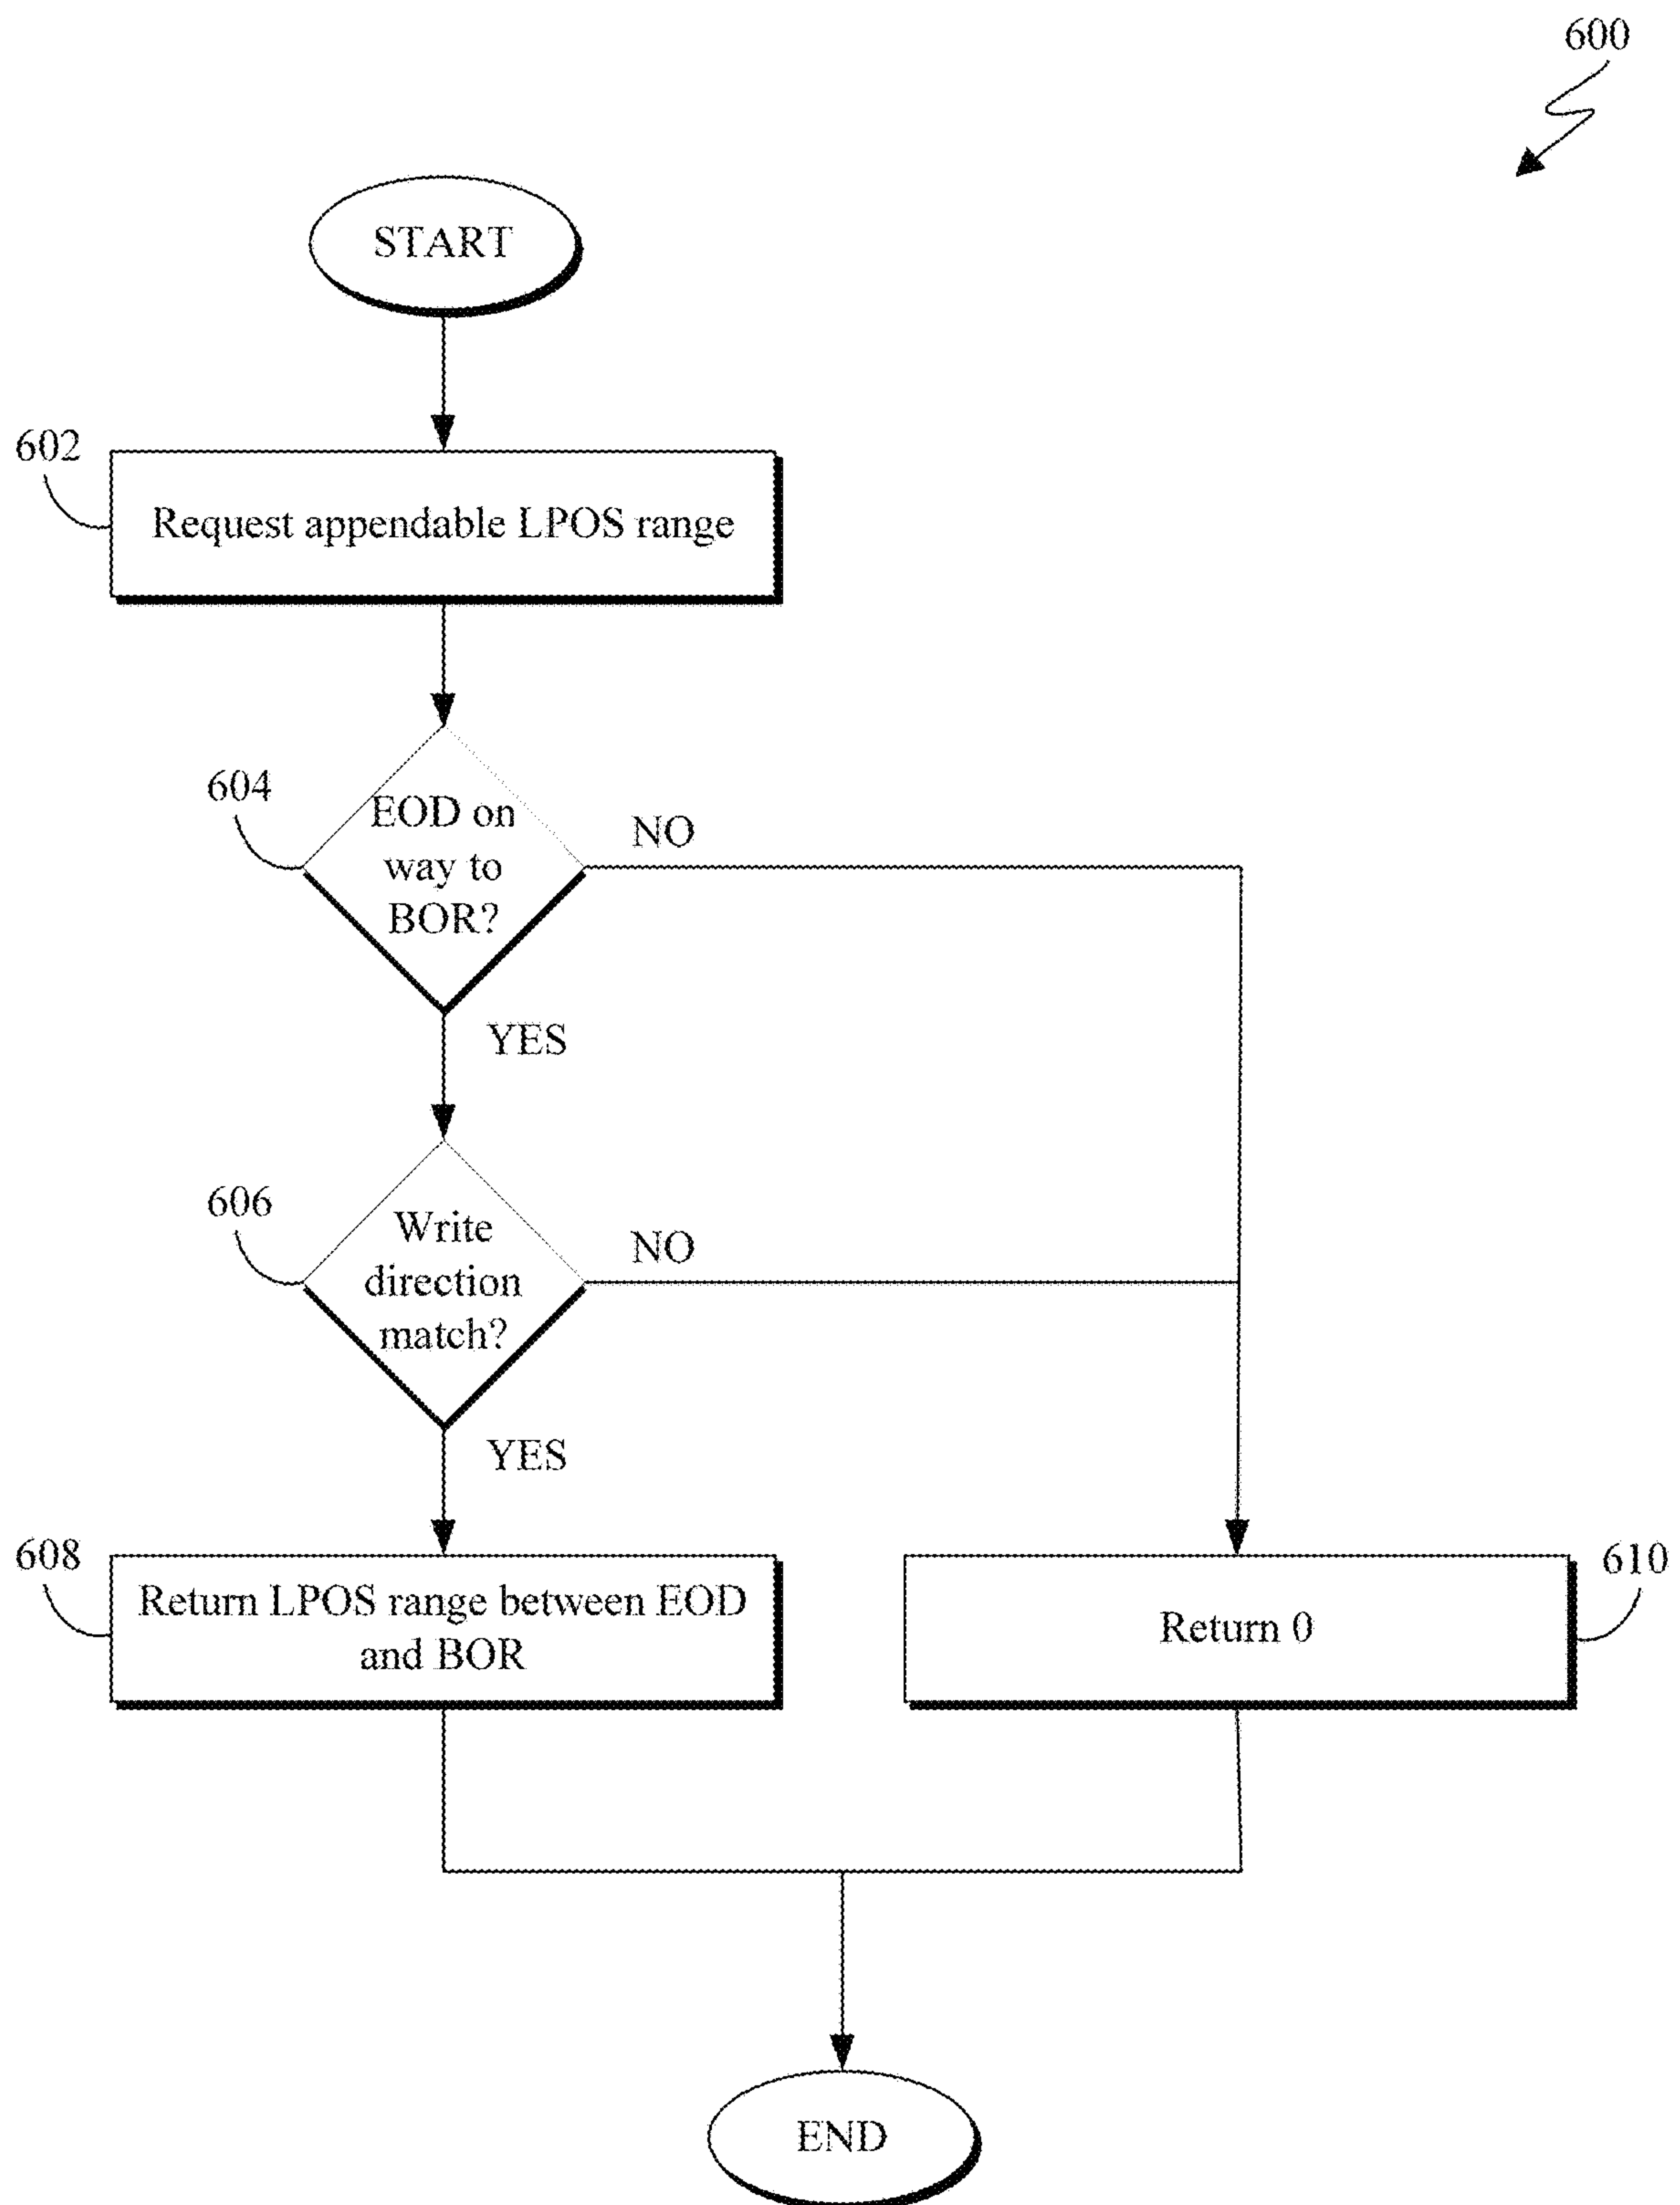 600
START
602
Request appendable LPOS range
604
EOD on
way to
BOR?
NO
YES
606
Write
direction
match?
NO
YES
608
Return LPOS range between EOD
and BOR
Return 0
610
END